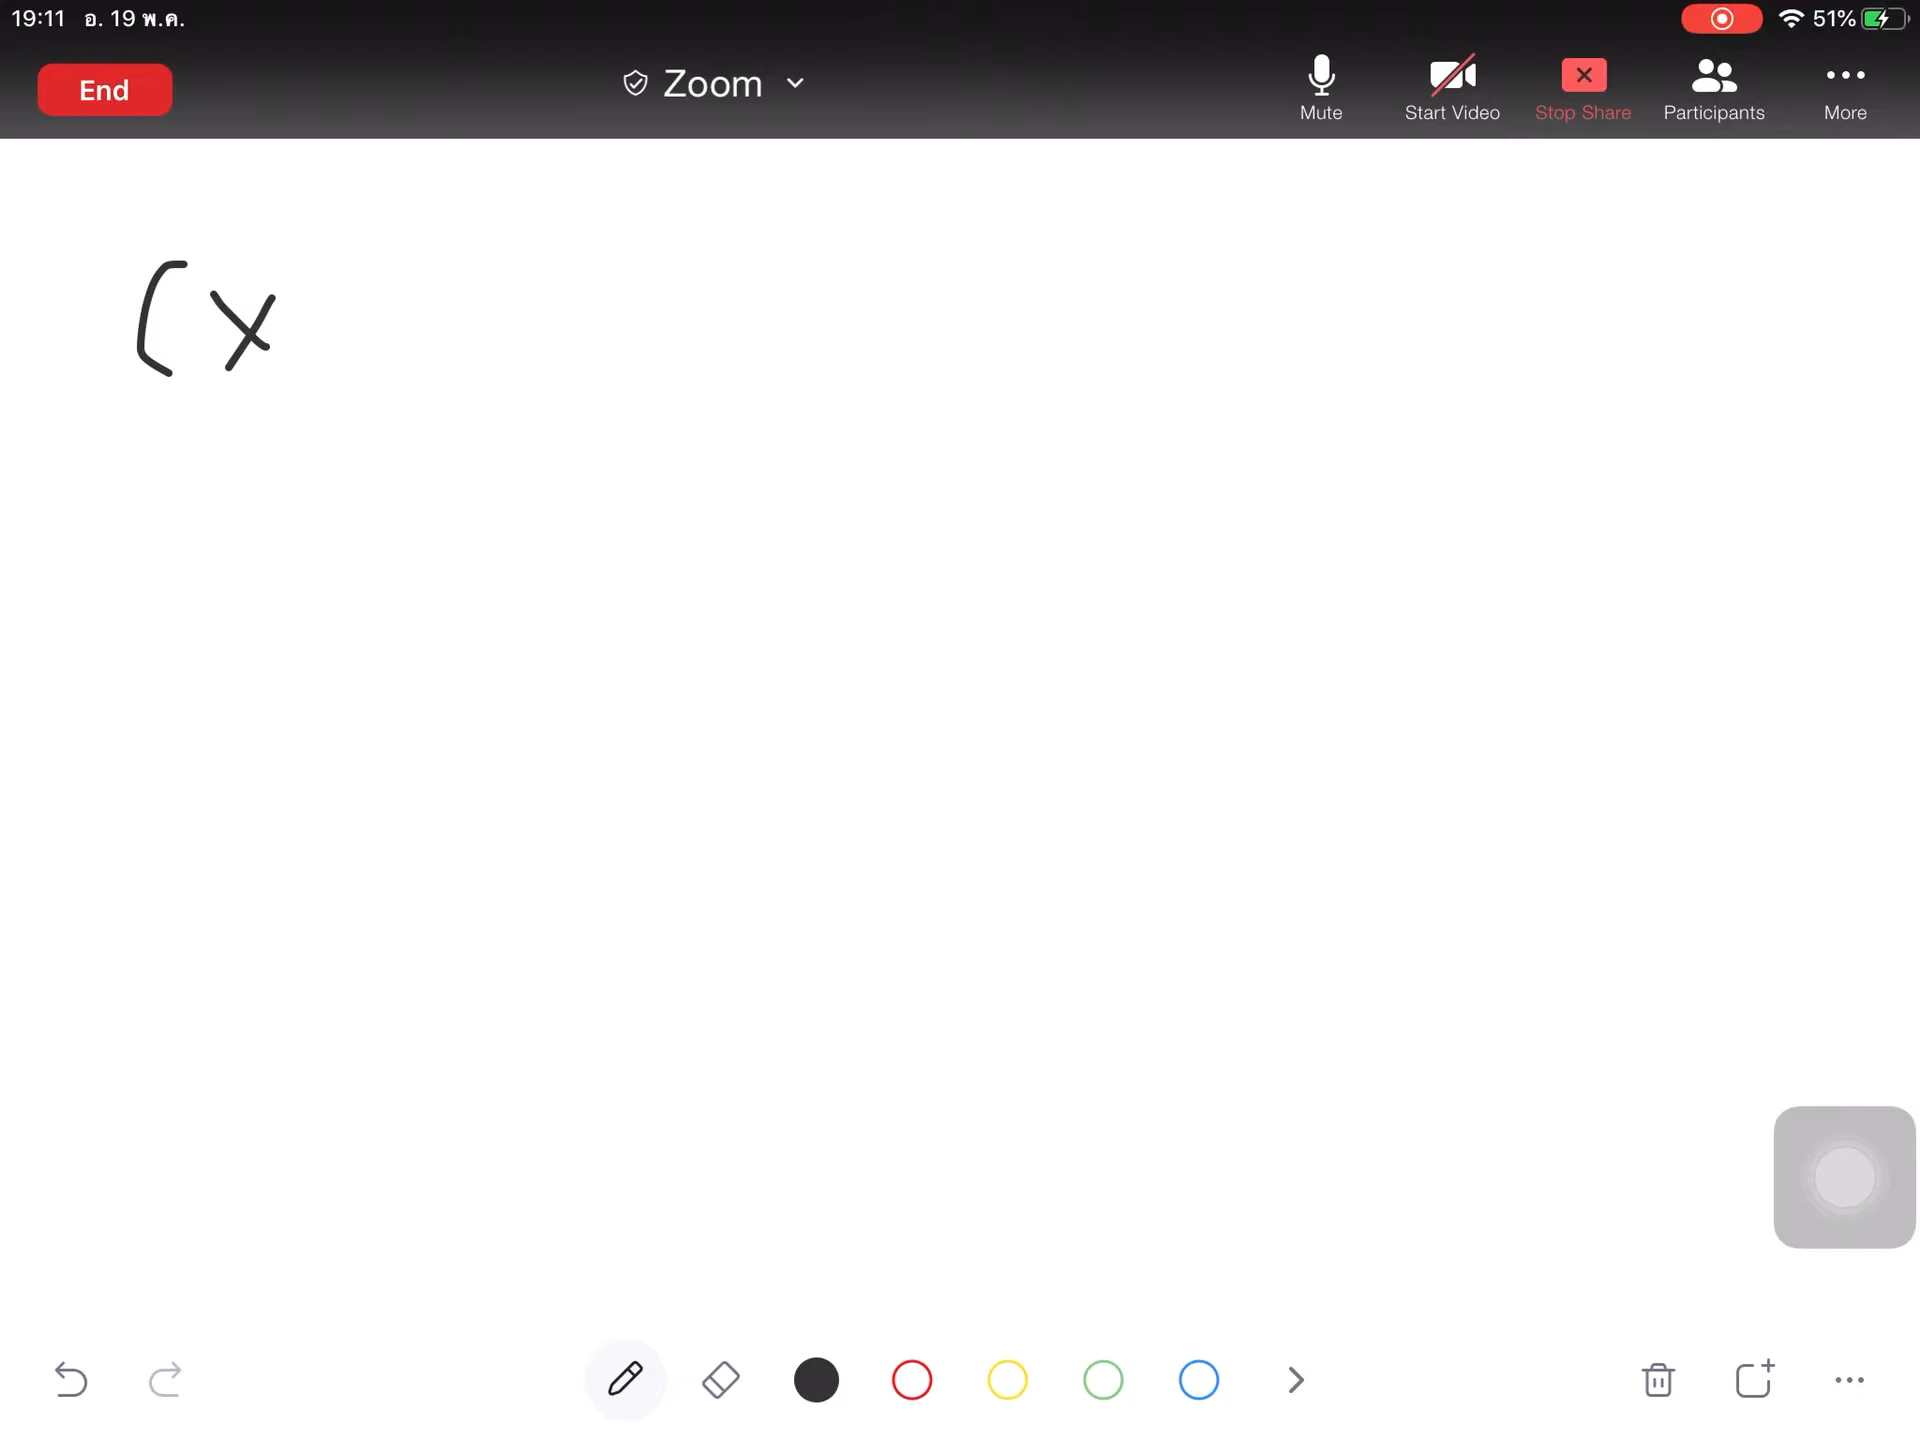 19:11 อ. 19 พ.ค. 51%
End Zoom Mute Start Video Stop Share Participants More
(x